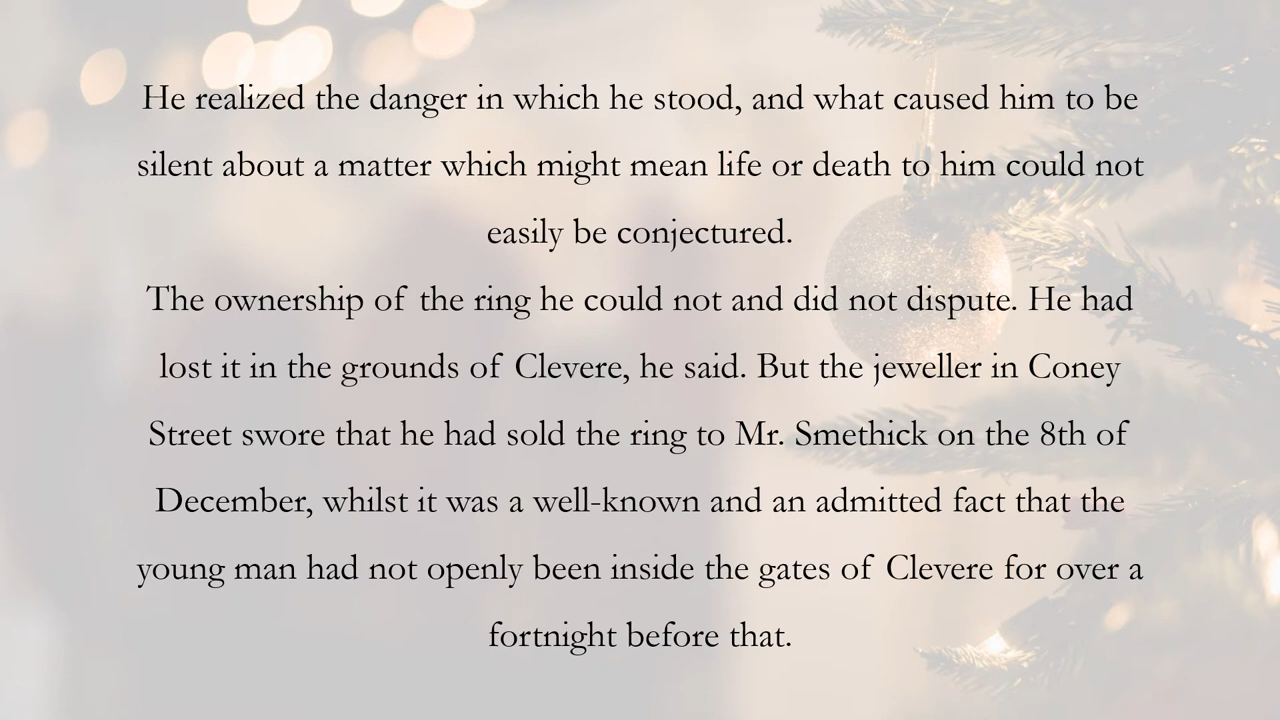 He realized the danger in which he stood, and what caused him to be
silent about a matter which might mean life or death to him could not
easily be conjectured.
The ownership of the ring he could not and did not dispute. He had
lost it in the grounds of Clevere, he said. But the jeweller in Coney
Street swore that he had sold the ring to Mr. Smethick on the 8th of
December, whilst it was a well-known and an admitted fact that the
young man had not openly been inside the gates of Clevere for over a
fortnight before that.